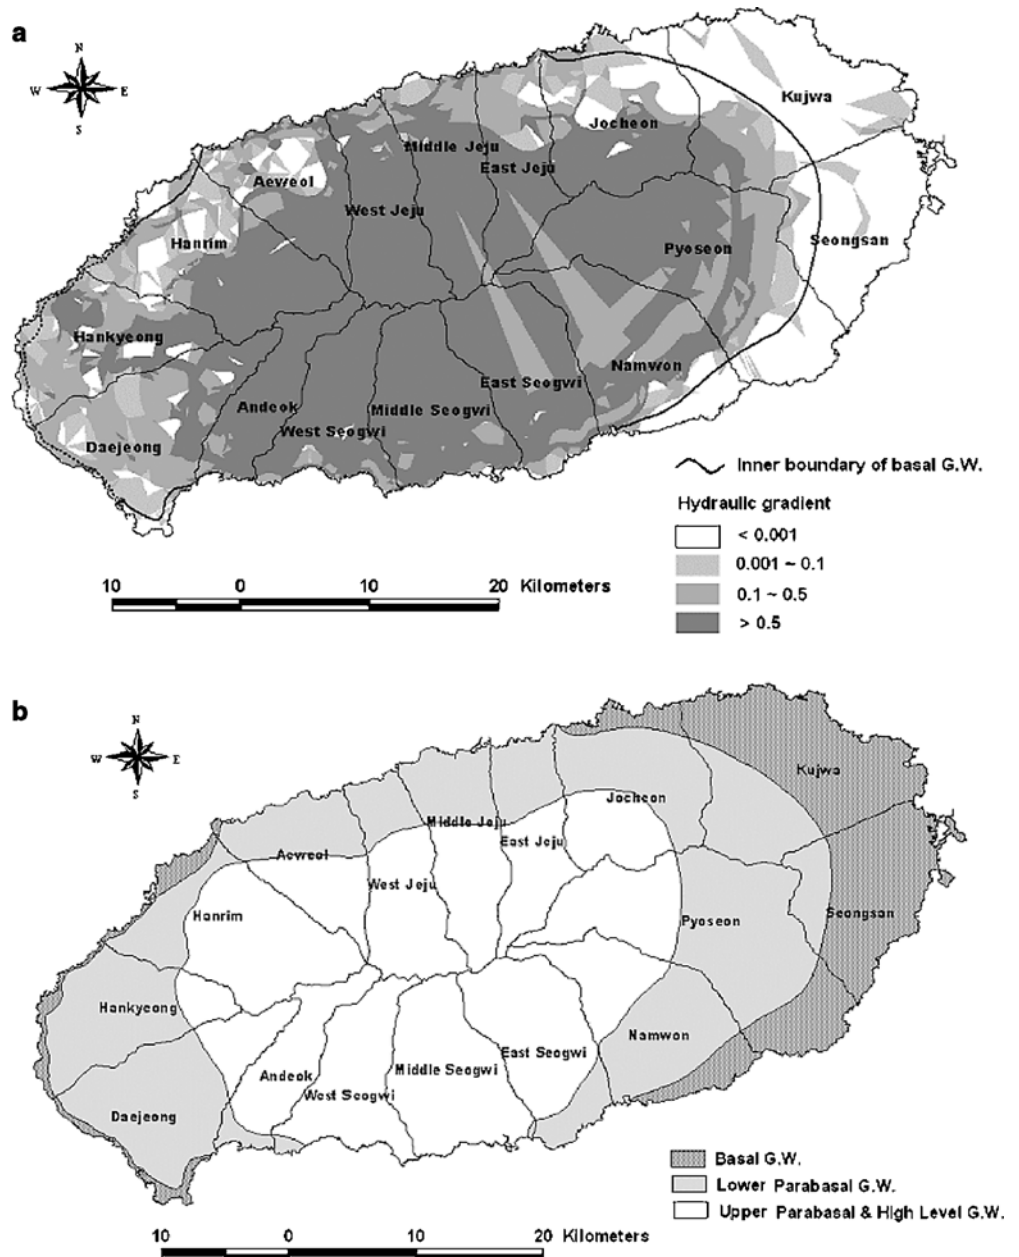 a
N
W E
S
Kujwa
Jocheon
Middle Jeju
East Jeju
Aeweol
West Jeju
Hanrim
Seongsan
Pyoseon
Hankyeong
Namwon
East Seogwi
Andeok
Middle Seogwi
West Seogwi
Daejeong
Inner boundary of basal G.W.
Hydraulic gradient
< 0.001
0.001 ~ 0.1
0.1 ~ 0.5
> 0.5
10 0 10 20 Kilometers
b
N
W E
S
Kujwa
Jocheon
Middle Jeju
East Jeju
Aeweol
West Jeju
Hanrim
Seongsan
Pyoseon
Hankyeong
Namwon
East Seogwi
Middle Seogwi
Andeok
West Seogwi
Daejeong
Basal G.W.
Lower Parabasal G.W.
Upper Parabasal & High Level G.W.
10 0 10 20 Kilometers